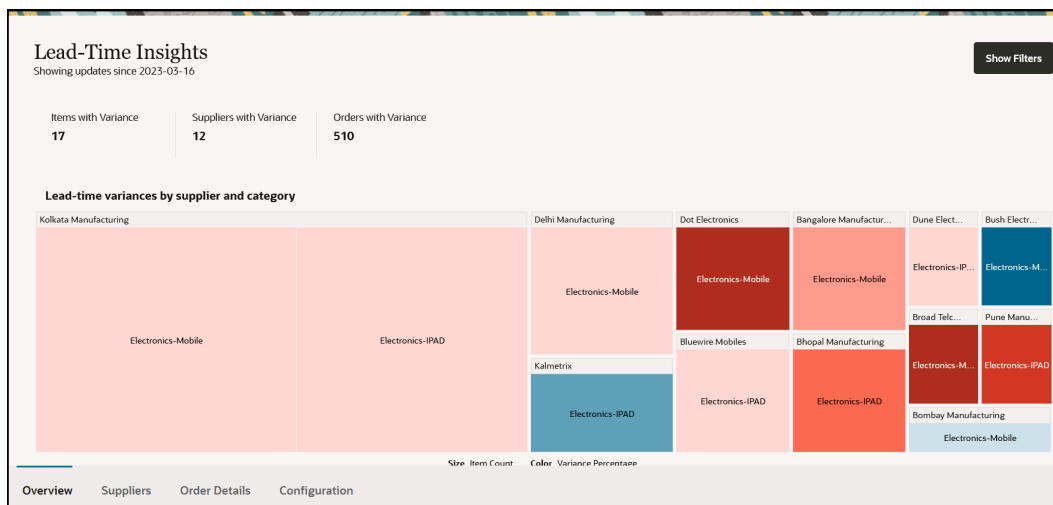 Lead-Time Insights
Showing updates since 2023-03-16
Show Filters
Items with Variance
17
Suppliers with Variance
12
Orders with Variance
510
Lead-time variances by supplier and category
Kolkata Manufacturing
Electronics-Mobile
Electronics-IPAD
Delhi Manufacturing
Electronics-Mobile
Kalmetrix
Electronics-IPAD
Dot Electronics
Electronics-Mobile
Bluewire Mobiles
Electronics-IPAD
Bangalore Manufactur...
Electronics-Mobile
Bhopal Manufacturing
Electronics-IPAD
Dune Elect...
Electronics-IP...
Bush Electr...
Electronics-M...
Broad Telc...
Electronics-M...
Pune Manu...
Electronics-IPAD
Bombay Manufacturing
Electronics-Mobile
Size Item Count Color Variance Percentage
Overview Suppliers Order Details Configuration